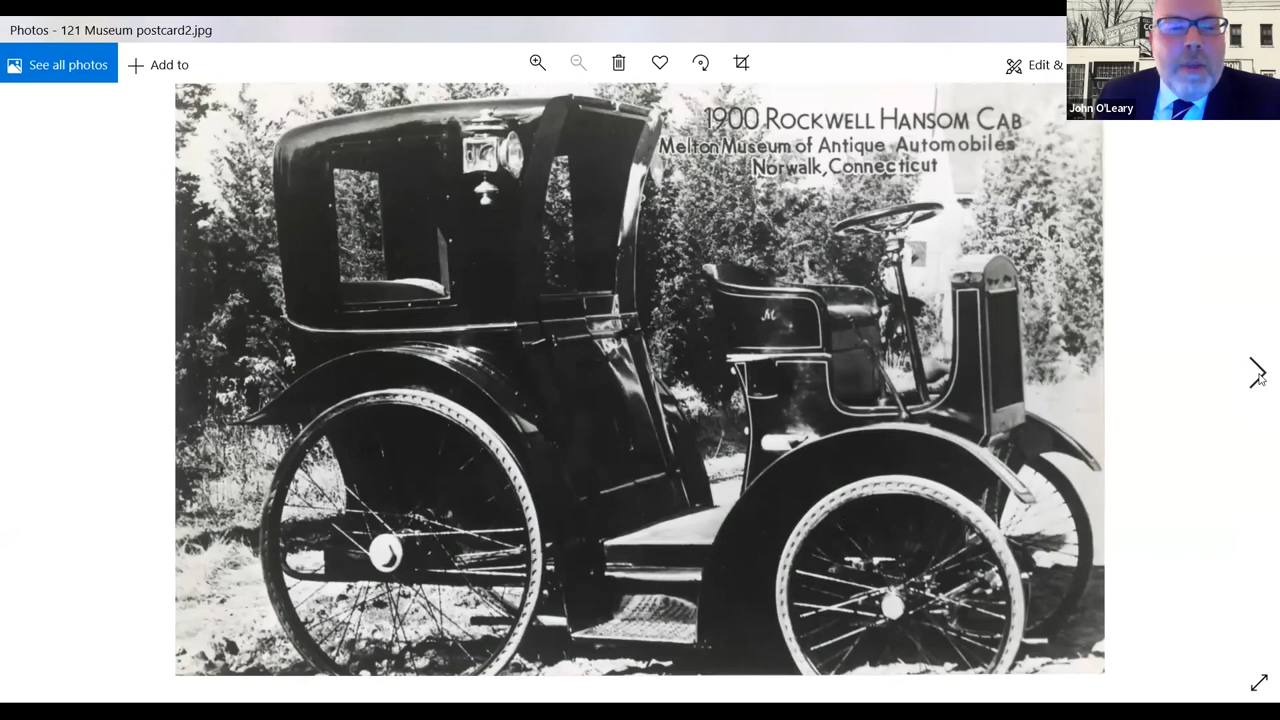 Photos - 121 Museum postcard2.jpg
See all photos
Add to
Edit &
John O'Leary
1900 ROCKWELL HANSOM CAB
Melton Museum of Antique Automobiles
Norwalk, Connecticut
M